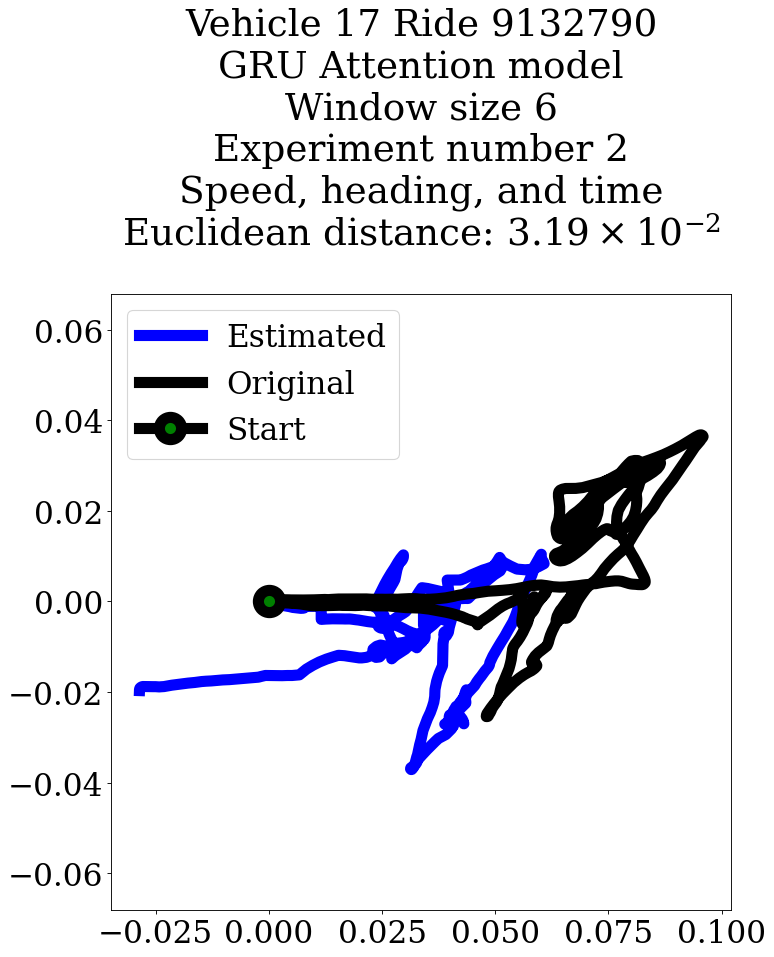 Vehicle 17 Ride 9132790
GRU Attention model
Window size 6
Experiment number 2
Speed, heading, and time
Euclidean distance: 3.19 × 10⁻²
Estimated
Original
Start
0.06
0.04
0.02
0.00
−0.02
−0.04
−0.06
−0.025 0.000 0.025 0.050 0.075 0.100